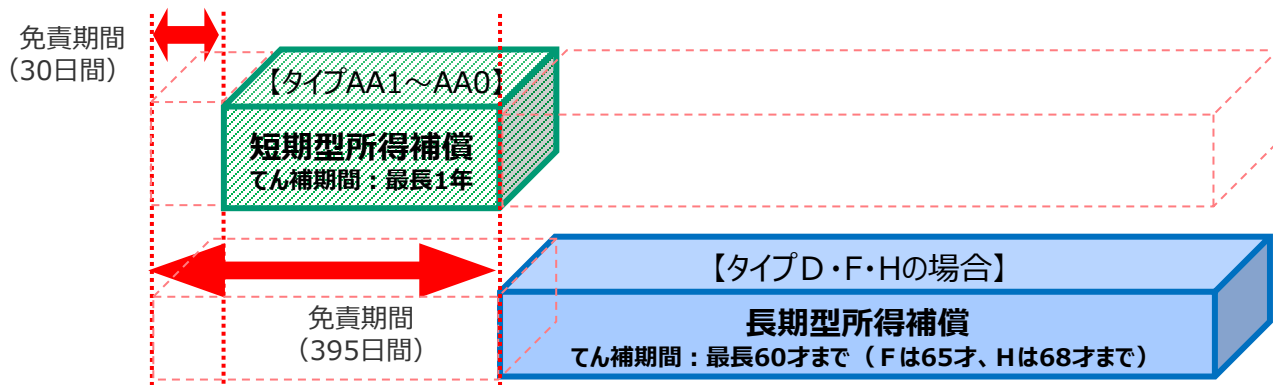 免責期間
（30日間）
【タイプAA1～AA0】
短期型所得補償
てん補期間：最長1年
【タイプD・F・Hの場合】
免責期間
（395日間）
長期型所得補償
てん補期間：最長60才まで（Fは65才、Hは68才まで）